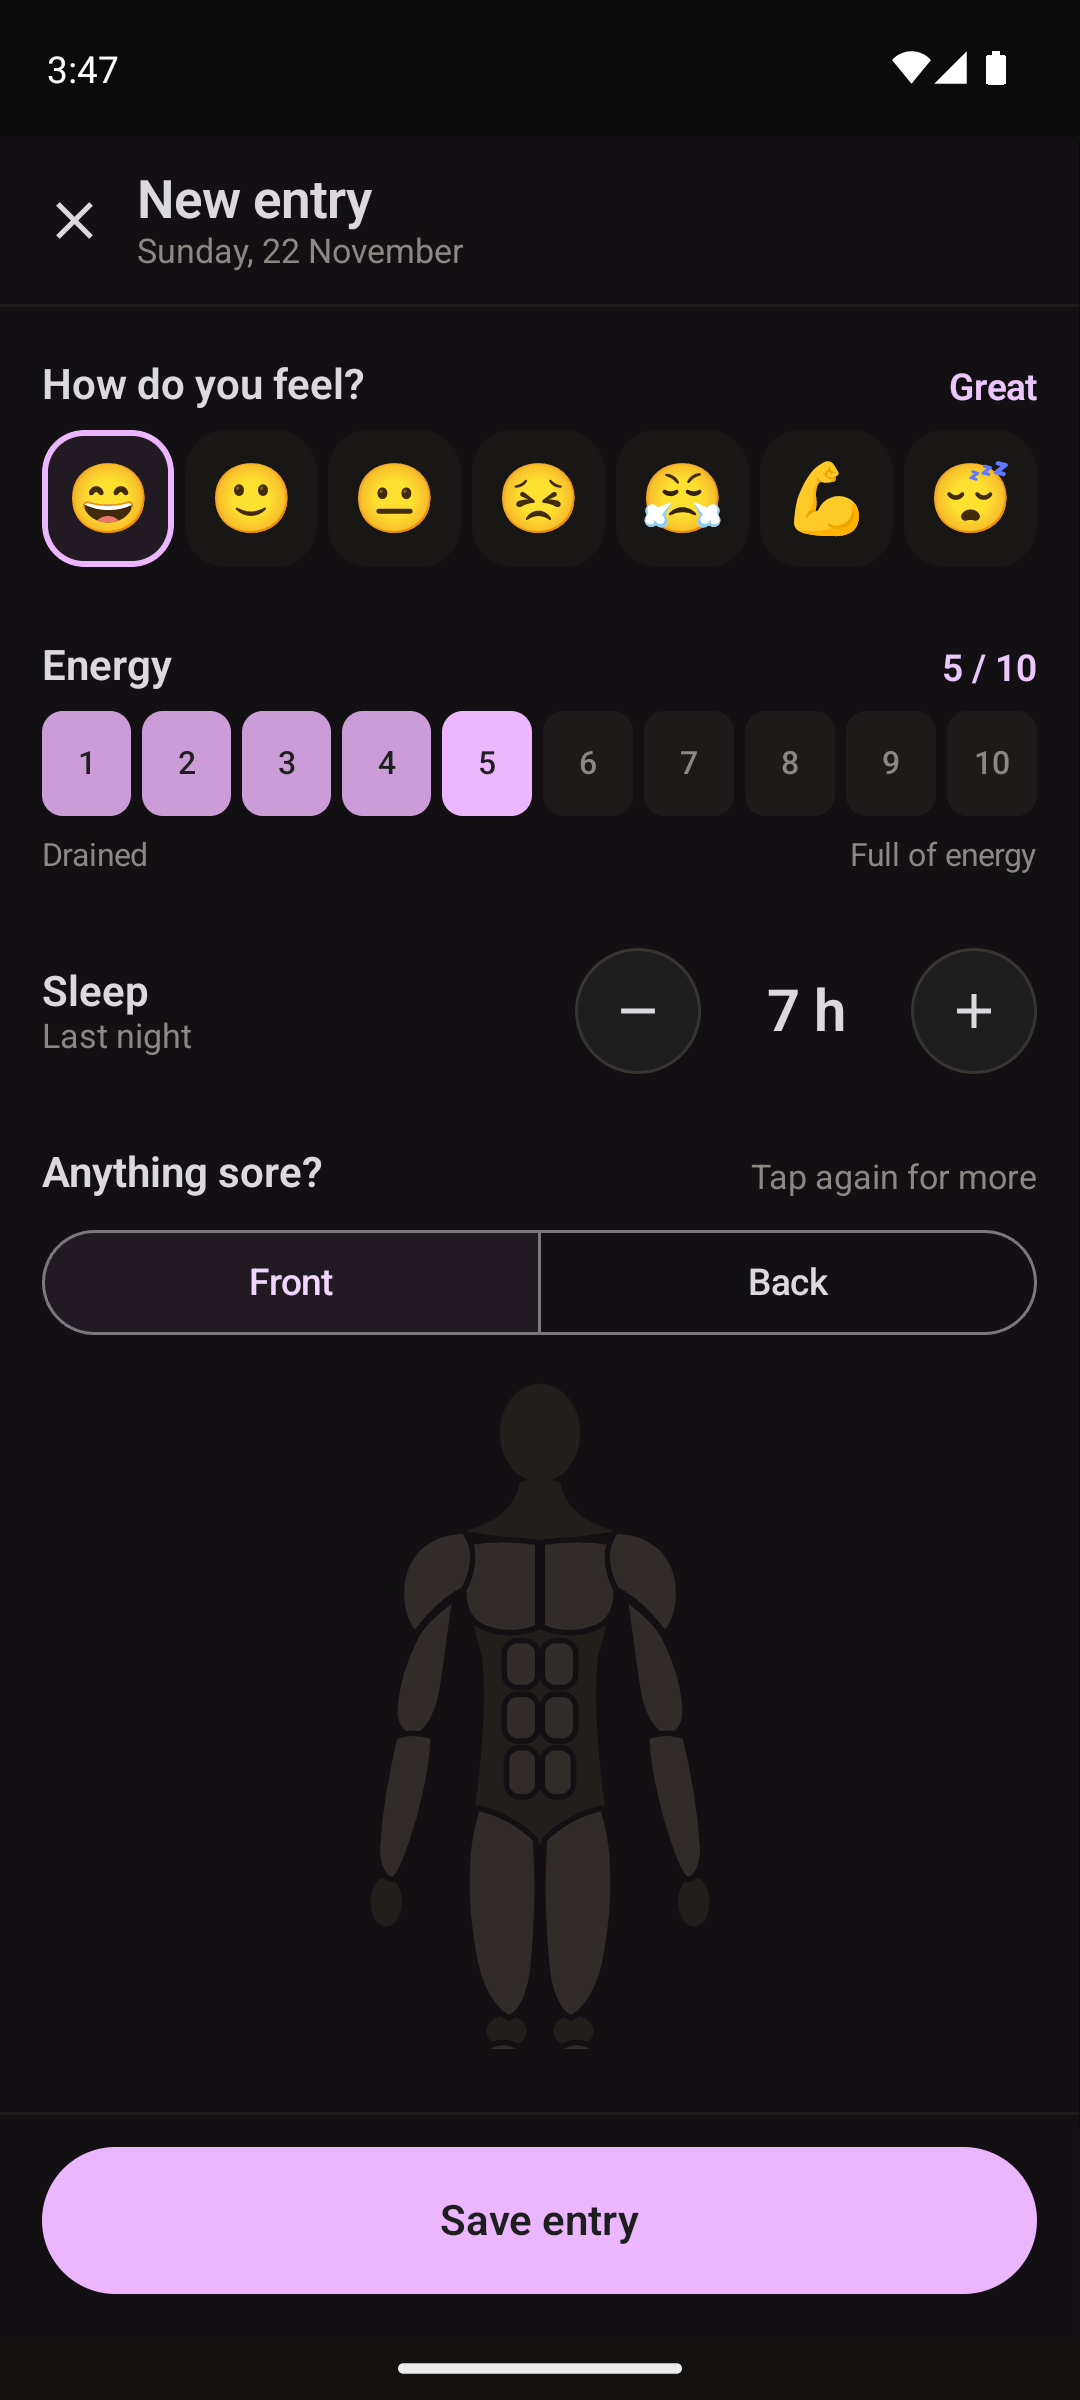 3:47
New entry
Sunday, 22 November
How do you feel?
Great
Energy
5 / 10
1 2 3 4 5 6 7 8 9 10
Drained
Full of energy
Sleep
Last night
7 h
Anything sore?
Tap again for more
Front
Back
Save entry